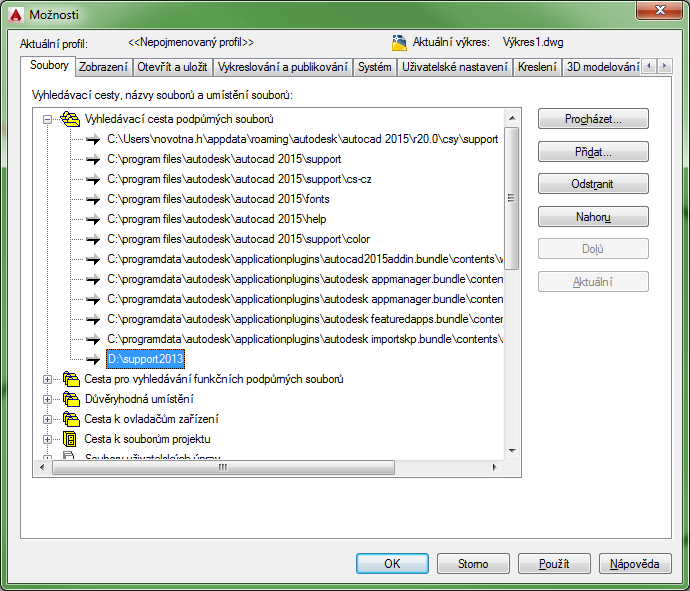 Možnosti
Aktuální profil: <<Nepojmenovaný profil>> Aktuální výkres: Výkres1.dwg
Soubory Zobrazení Otevřít a uložit Vykreslování a publikování Systém Uživatelské nastavení Kreslení 3D modelování
Vyhledávací cesty, názvy souborů a umístění souborů:
Vyhledávací cesta podpůrných souborů
C:\Users\novotna.h\appdata\roaming\autodesk\autocad 2015\r20.0\csy\support
C:\program files\autodesk\autocad 2015\support
C:\program files\autodesk\autocad 2015\support\cs-cz
C:\program files\autodesk\autocad 2015\fonts
C:\program files\autodesk\autocad 2015\help
C:\program files\autodesk\autocad 2015\support\color
C:\programdata\autodesk\applicationplugins\autocad2015addin.bundle\contents\
C:\programdata\autodesk\applicationplugins\autodesk appmanager.bundle\conten
C:\programdata\autodesk\applicationplugins\autodesk appmanager.bundle\conten
C:\programdata\autodesk\applicationplugins\autodesk featuredapps.bundle\conte
C:\programdata\autodesk\applicationplugins\autodesk importskp.bundle\contents\
D:\support2013
Cesta pro vyhledávání funkčních podpůrných souborů
Důvěryhodná umístění
Cesta k ovladačům zařízení
Cesta k souborům projektu
Soubory uživatelských úprav
Procházet...
Přidat...
Odstranit
Nahoru
Dolů
Aktuální
OK Storno Použít Nápověda